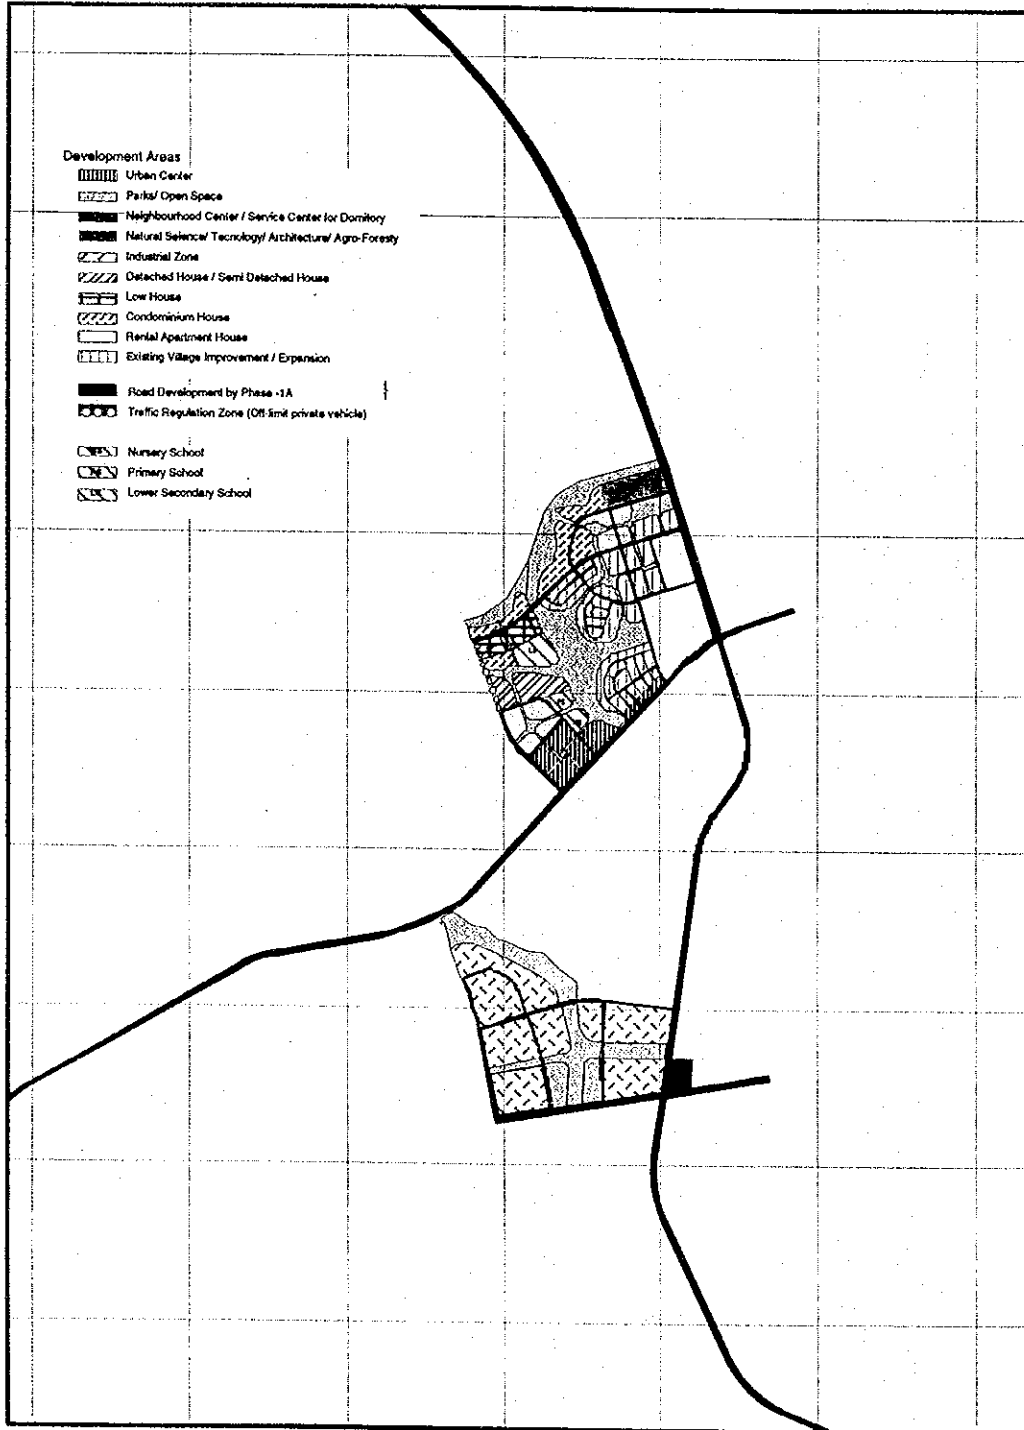 Development Areas
Urban Center
Parks/ Open Space
Neighbourhood Center / Service Center for Domitory
Natural Science/ Tecnology/ Architecture/ Agro-Foresty
Industrial Zone
Detached House / Semi Detached House
Low House
Condominium House
Rental Apartment House
Existing Village Improvement / Expansion
Road Development by Phase -1A
Traffic Regulation Zone (Off-limit private vehicle)
Nursery School
Primary School
Lower Secondary School